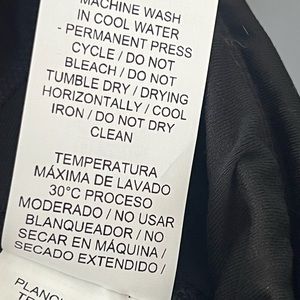 MACHINE WASH
IN COOL WATER
- PERMANENT PRESS
CYCLE / DO NOT
BLEACH / DO NOT
TUMBLE DRY / DRYING
HORIZONTALLY / COOL
IRON / DO NOT DRY
CLEAN
TEMPERATURA
MÁXIMA DE LAVADO
30°C PROCESO
MODERADO / NO USAR
BLANQUEADOR / NO
SECAR EN MÁQUINA /
SECADO EXTENDIDO /